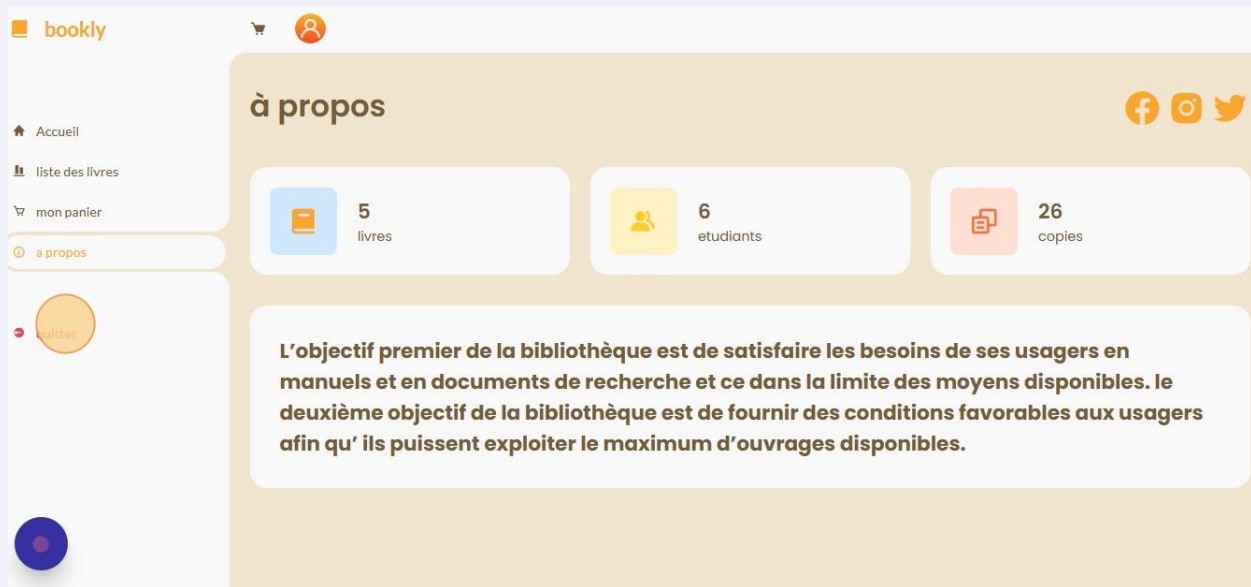 bookly
Accueil
liste des livres
mon panier
a propos
quitter
à propos
5
livres
6
etudiants
26
copies
L’objectif premier de la bibliothèque est de satisfaire les besoins de ses usagers en
manuels et en documents de recherche et ce dans la limite des moyens disponibles. le
deuxième objectif de la bibliothèque est de fournir des conditions favorables aux usagers
afin qu’ ils puissent exploiter le maximum d’ouvrages disponibles.